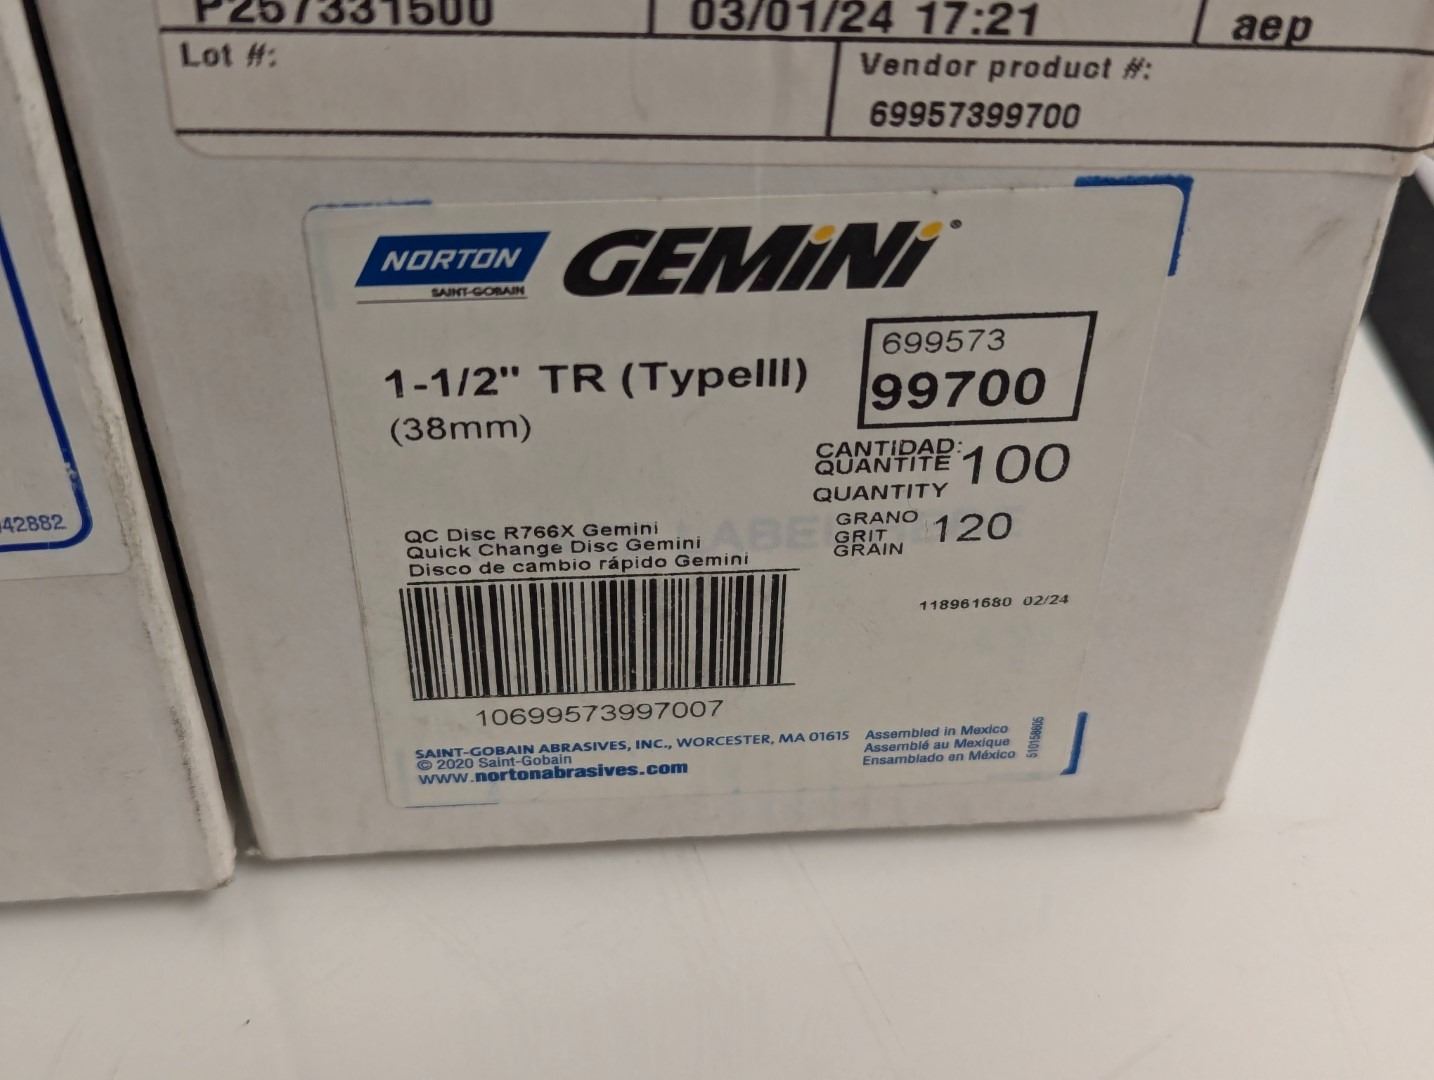 P257331500
03/01/24 17:21
aep
Lot #:
Vendor product #:
69957399700
NORTON
SAINT-GOBAIN
GEMINI®
699573
99700
1-1/2" TR (TypeIII)
(38mm)
CANTIDAD:
QUANTITÉ
QUANTITY
100
GRANO
GRIT
GRAIN
120
QC Disc R766X Gemini
Quick Change Disc Gemini
Disco de cambio rápido Gemini
118961680 02/24
10699573997007
SAINT-GOBAIN ABRASIVES, INC., WORCESTER, MA 01615
© 2020 Saint-Gobain
www.nortonabrasives.com
Assembled in Mexico
Assemblé au Mexique
Ensamblado en México
42882